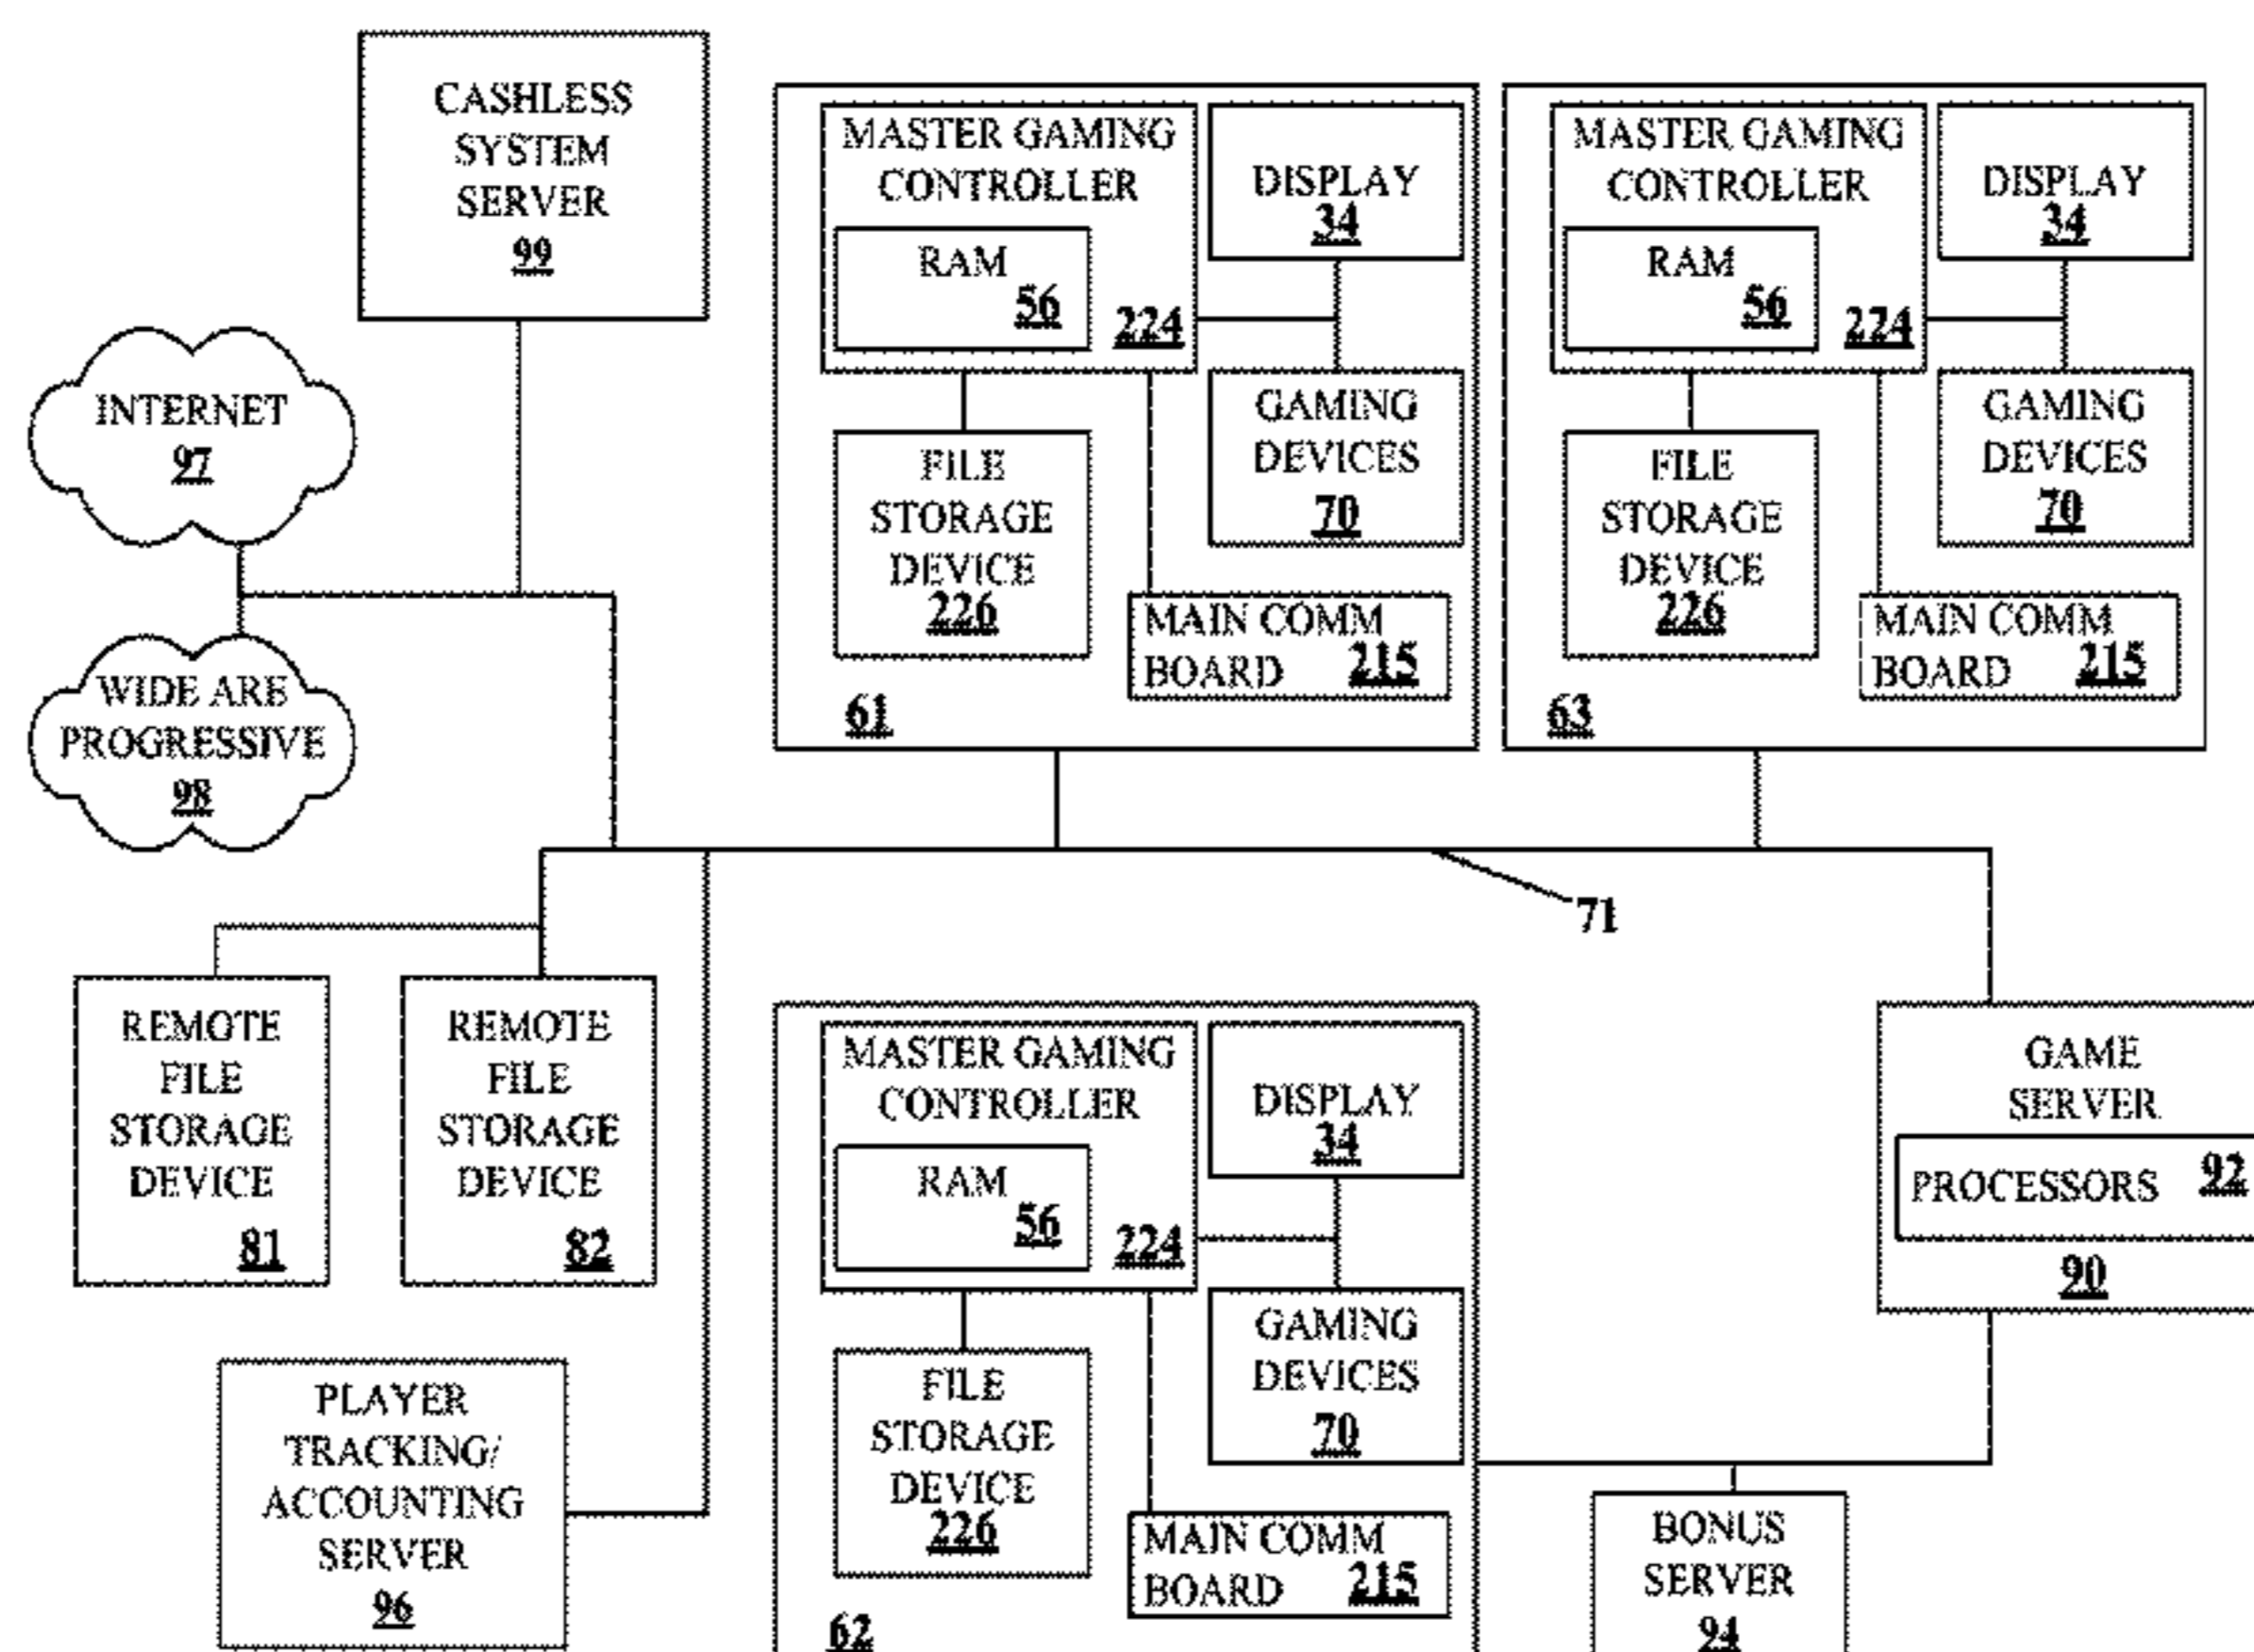 CASHLESS
SYSTEM
SERVER
99
INTERNET
97
WIDE ARE
PROGRESSIVE
98
MASTER GAMING
CONTROLLER
RAM
56
224
DISPLAY
34
GAMING
DEVICES
70
FILE
STORAGE
DEVICE
226
MAIN COMM
BOARD 215
61
MASTER GAMING
CONTROLLER
RAM
56
224
DISPLAY
34
GAMING
DEVICES
70
FILE
STORAGE
DEVICE
226
MAIN COMM
BOARD 215
63
71
REMOTE
FILE
STORAGE
DEVICE
81
REMOTE
FILE
STORAGE
DEVICE
82
PLAYER
TRACKING/
ACCOUNTING
SERVER
96
MASTER GAMING
CONTROLLER
RAM
56
224
DISPLAY
34
GAMING
DEVICES
70
FILE
STORAGE
DEVICE
226
MAIN COMM
BOARD 215
62
GAME
SERVER
PROCESSORS 92
90
BONUS
SERVER
94